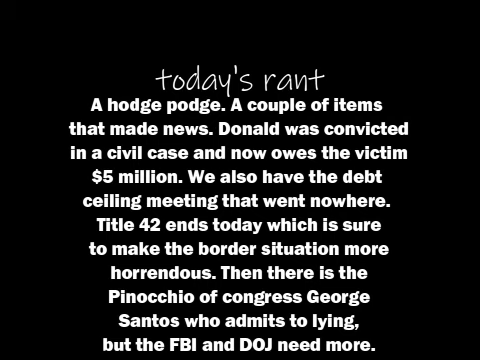 today's rant
A hodge podge. A couple of items
that made news. Donald was convicted
in a civil case and now owes the victim
$5 million. We also have the debt
ceiling meeting that went nowhere.
Title 42 ends today which is sure
to make the border situation more
horrendous. Then there is the
Pinocchio of congress George
Santos who admits to lying,
but the FBI and DOJ need more.